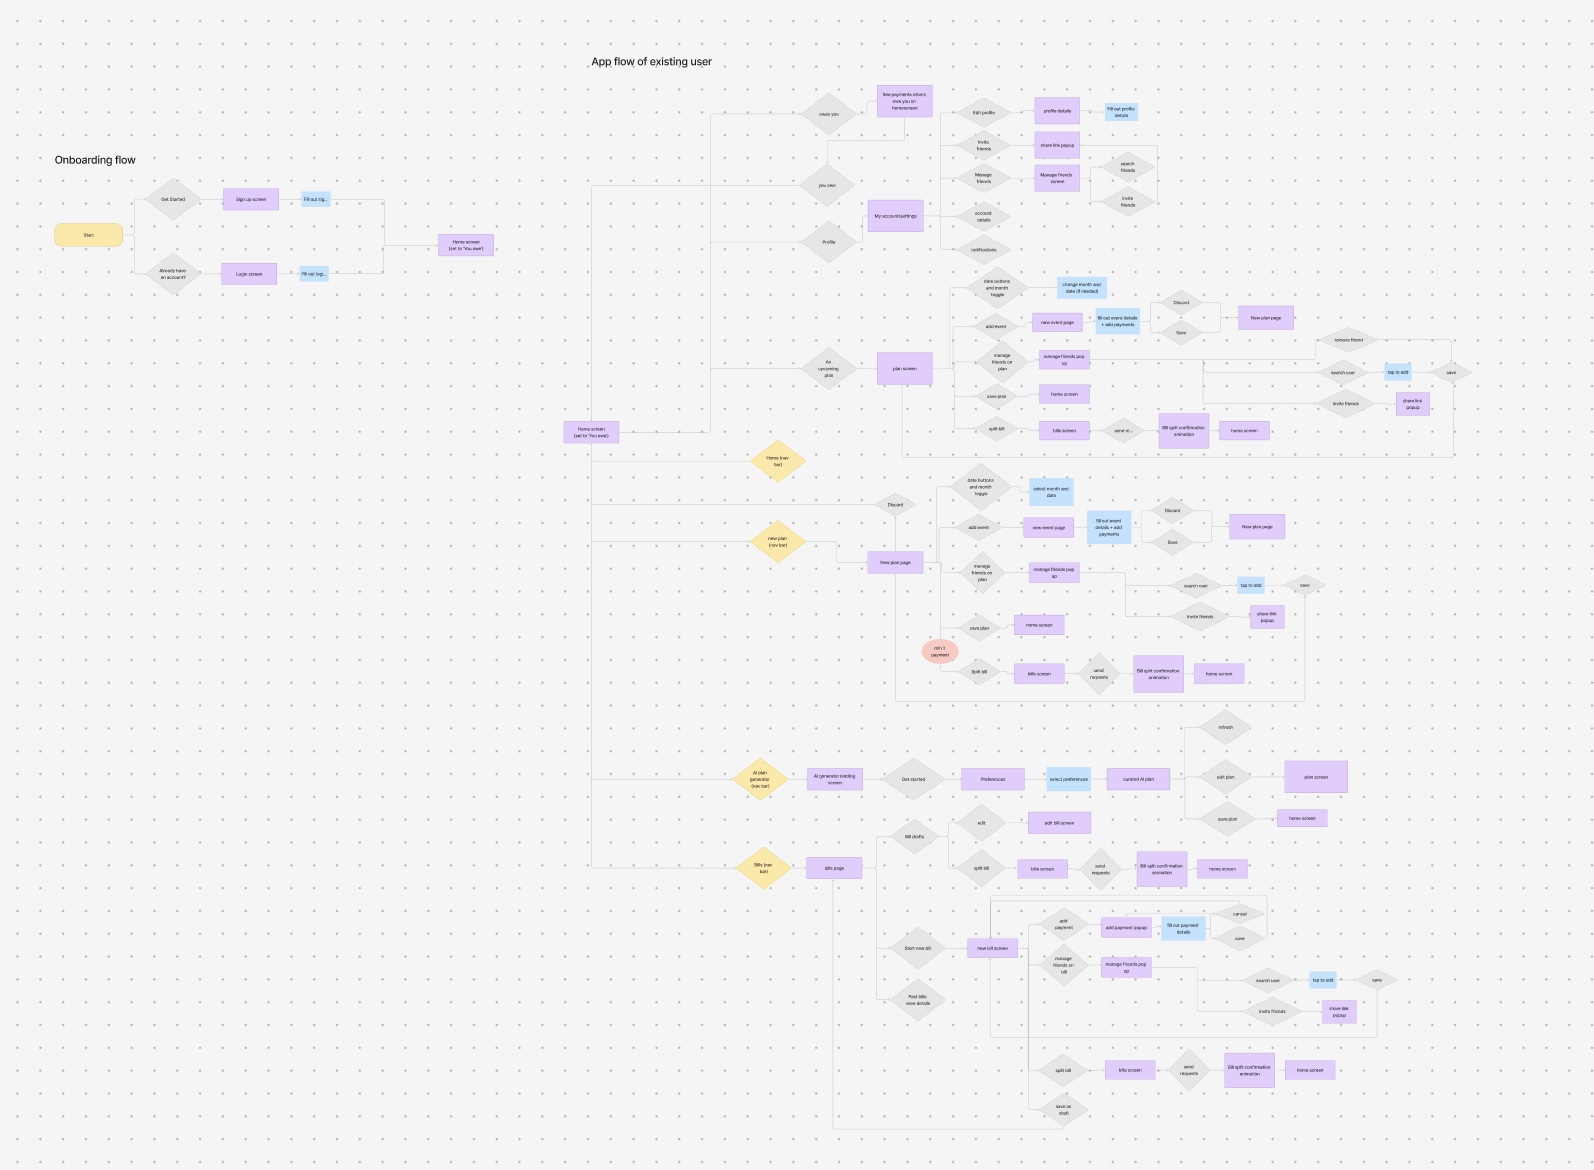 App flow of existing user
Onboarding flow
Start
Get Started
Sign up screen
Fill out sig...
Already have
an account?
Login screen
Fill out logi...
Home screen
(set to 'You owe')
Home screen
(set to 'You owe')
owes you
See payments others
owe you on
homescreen
you owe
Profile
My account/settings
Edit profile
profile details
Fill out profile
details
Invite
friends
share link popup
Manage
friends
Manage friends
screen
search
friends
invite
friends
account
details
notifications
An
upcoming
plan
plan screen
date buttons
and month
toggle
change month and
date (if needed)
add event
new event page
fill out event details
+ add payments
Discard
Save
New plan page
manage
friends on
plan
manage friends pop
up
remove friend
search user
tap to add
save
invite friends
share link
popup
save plan
home screen
split bill
bills screen
send re...
Bill split confirmation
animation
home screen
Home (nav
bar)
Discard
new plan
(nav bar)
New plan page
date buttons
and month
toggle
select month and
date
add event
new event page
fill out event
details + add
payments
Discard
Save
New plan page
manage
friends on
plan
manage friends pop
up
search user
tap to add
save
invite friends
share link
popup
save plan
home screen
min 1
payment
Split bill
bills screen
send
requests
Bill split confirmation
animation
home screen
AI plan
generator
(nav bar)
AI generator landing
screen
Get started
Preferences
select preferences
curated AI plan
refresh
edit plan
plan screen
save plan
home screen
Bills (nav
bar)
bills page
Bill drafts
edit
edit bill screen
split bill
bills screen
send
requests
Bill split confirmation
animation
home screen
Start new bill
new bill screen
add
payment
add payment popup
fill out payment
details
cancel
save
manage
friends on
bill
manage friends pop
up
search user
tap to add
save
invite friends
share link
popup
Past bills
view details
split bill
bills screen
send
requests
Bill split confirmation
animation
home screen
save as
draft